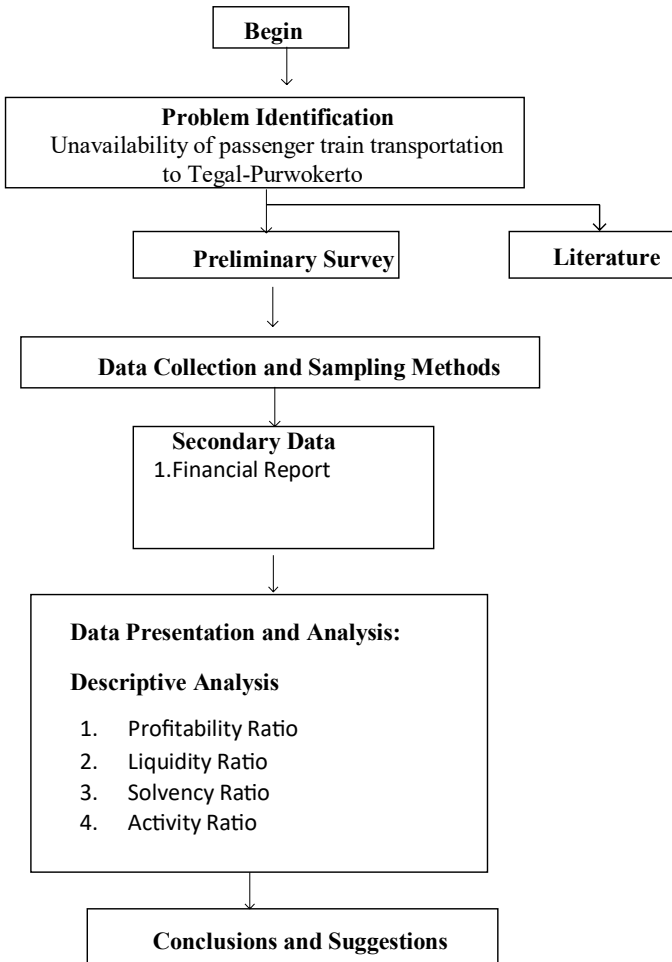 Begin
Problem Identification
Unavailability of passenger train transportation
to Tegal-Purwokerto
Preliminary Survey
Literature
Data Collection and Sampling Methods
Secondary Data
1.Financial Report
Data Presentation and Analysis:
Descriptive Analysis
1. Profitability Ratio
2. Liquidity Ratio
3. Solvency Ratio
4. Activity Ratio
Conclusions and Suggestions